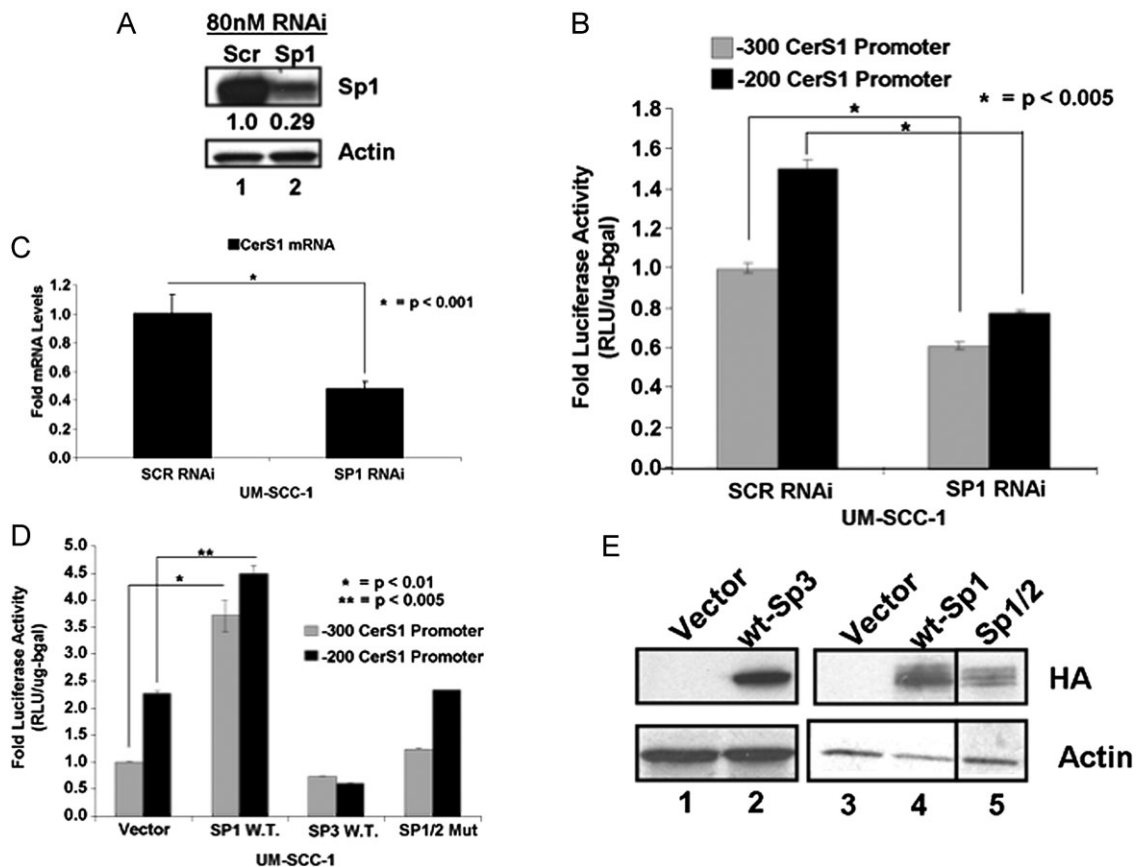 A
80nM RNAi
Scr Sp1
Sp1
1.0 0.29
Actin
1 2
B
-300 CerS1 Promoter
-200 CerS1 Promoter
* = p < 0.005
*
*
Fold Luciferase Activity
(RLU/ug-bgal)
1.8
1.6
1.4
1.2
1.0
0.8
0.6
0.4
0.2
0.0
SCR RNAi SP1 RNAi
UM-SCC-1
C
CerS1 mRNA
*
* = p < 0.001
Fold mRNA Levels
1.2
1.0
0.8
0.6
0.4
0.2
0.0
SCR RNAi SP1 RNAi
UM-SCC-1
D
**
*
* = p < 0.01
** = p < 0.005
-300 CerS1 Promoter
-200 CerS1 Promoter
Fold Luciferase Activity
(RLU/ug-bgal)
5.0
4.5
4.0
3.5
3.0
2.5
2.0
1.5
1.0
0.5
0.0
Vector SP1 W.T. SP3 W.T. SP1/2 Mut
UM-SCC-1
E
Vector wt-Sp3 Vector wt-Sp1 Sp1/2
HA
Actin
1 2 3 4 5